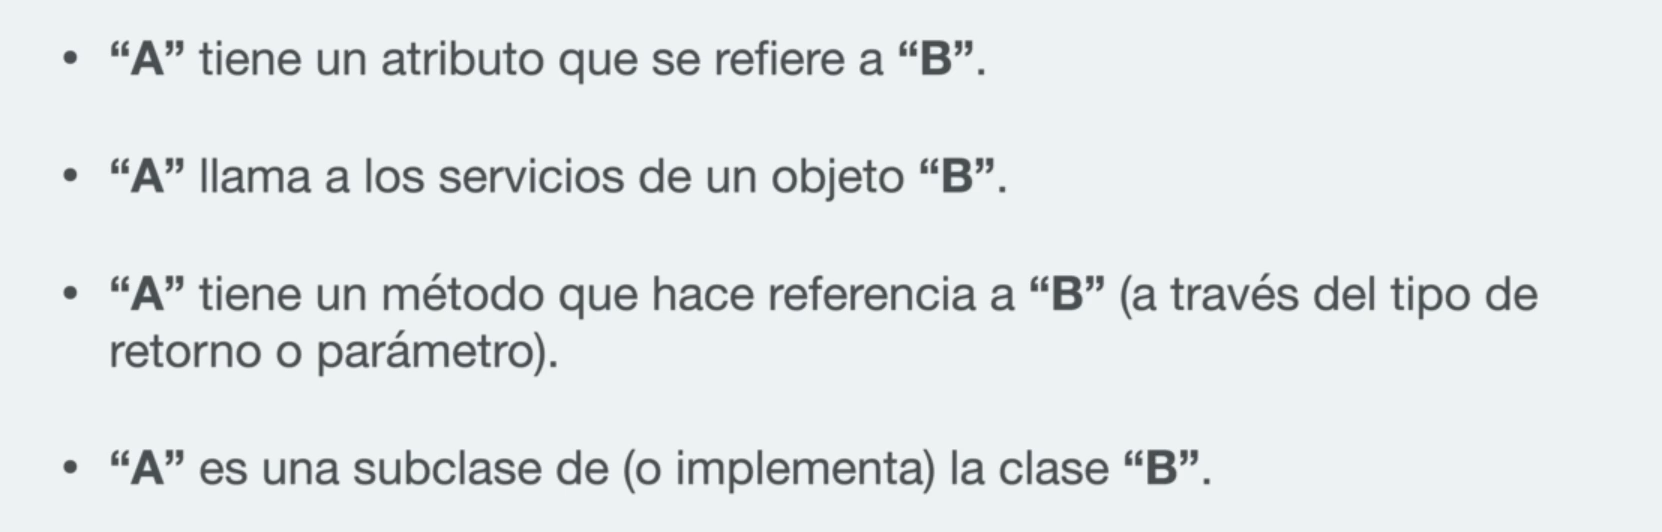 • “A” tiene un atributo que se refiere a “B”.
• “A” llama a los servicios de un objeto “B”.
• “A” tiene un método que hace referencia a “B” (a través del tipo de
retorno o parámetro).
• “A” es una subclase de (o implementa) la clase “B”.